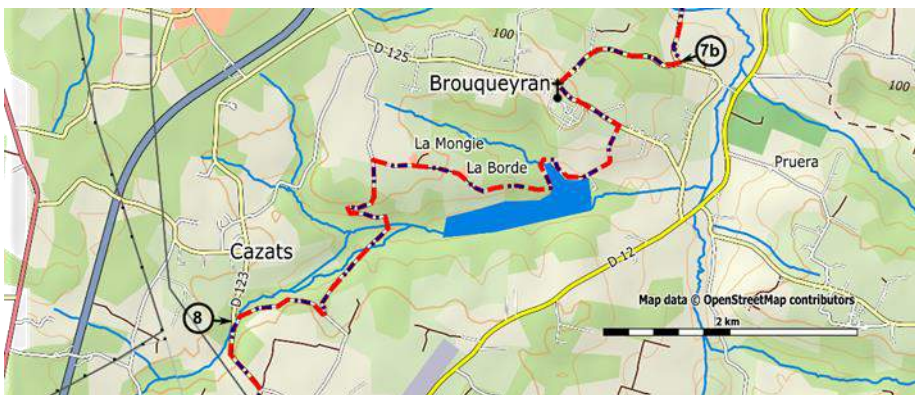 100
7b
D 125
Brouqueyran
100
La Mongie
La Borde
Pruera
Cazats
D 12
D 123
Map data © OpenStreetMap contributors
8
2 km